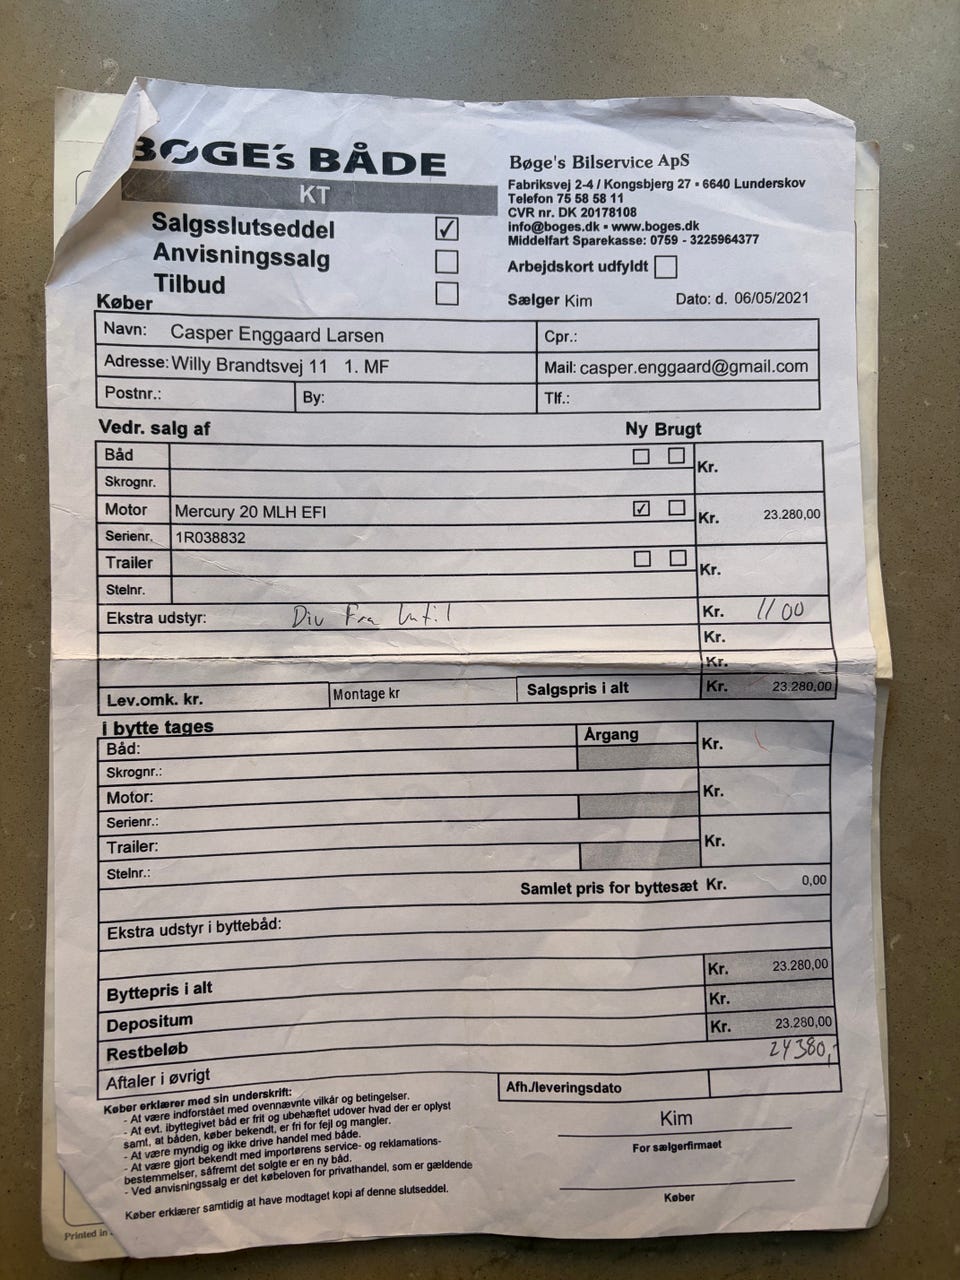 BØGE's BÅDE
KT
Salgsslutseddel ✓
Anvisningssalg
Tilbud
Bøge's Bilservice ApS
Fabriksvej 2-4 / Kongsbjerg 27 ▪ 6640 Lunderskov
Telefon 75 58 58 11
CVR nr. DK 20178108
info@boges.dk ▪ www.boges.dk
Middelfart Sparekasse: 0759 - 3225964377
Arbejdskort udfyldt
Sælger Kim Dato: d. 06/05/2021
Køber
Navn: Casper Enggaard Larsen Cpr.:
Adresse: Willy Brandtsvej 11 1. MF Mail: casper.enggaard@gmail.com
Postnr.: By: Tlf.:
Vedr. salg af Ny Brugt
Båd Kr.
Skrognr.
Motor Mercury 20 MLH EFI ✓ Kr. 23.280,00
Serienr. 1R038832
Trailer Kr.
Stelnr.
Ekstra udstyr: Div Fra Kr. 1100
Kr.
Kr.
Lev.omk. kr. Montage kr Salgspris i alt Kr. 23.280,00
I bytte tages
Båd: Årgang Kr.
Skrognr.:
Motor: Kr.
Serienr.:
Trailer: Kr.
Stelnr.:
Samlet pris for byttesæt Kr. 0,00
Ekstra udstyr i byttebåd:
Byttepris i alt Kr. 23.280,00
Depositum Kr.
Restbeløb Kr. 23.280,00
24380,-
Aftaler i øvrigt Afh./leveringsdato
Køber erklærer med sin underskrift:
- At være indforstået med ovennævnte vilkår og betingelser.
- At evt. ibyttegivet båd er frit og ubehæftet udover hvad der er oplyst
samt, at båden, køber bekendt, er fri for fejl og mangler.
- At være myndig og ikke drive handel med både.
- At være gjort bekendt med importørens service- og reklamations-
bestemmelser, såfremt det solgte er en ny båd.
- Ved anvisningssalg er det købeloven for privathandel, som er gældende
Køber erklærer samtidig at have modtaget kopi af denne slutseddel.
Kim
For sælgerfirmaet
Køber
Printed in